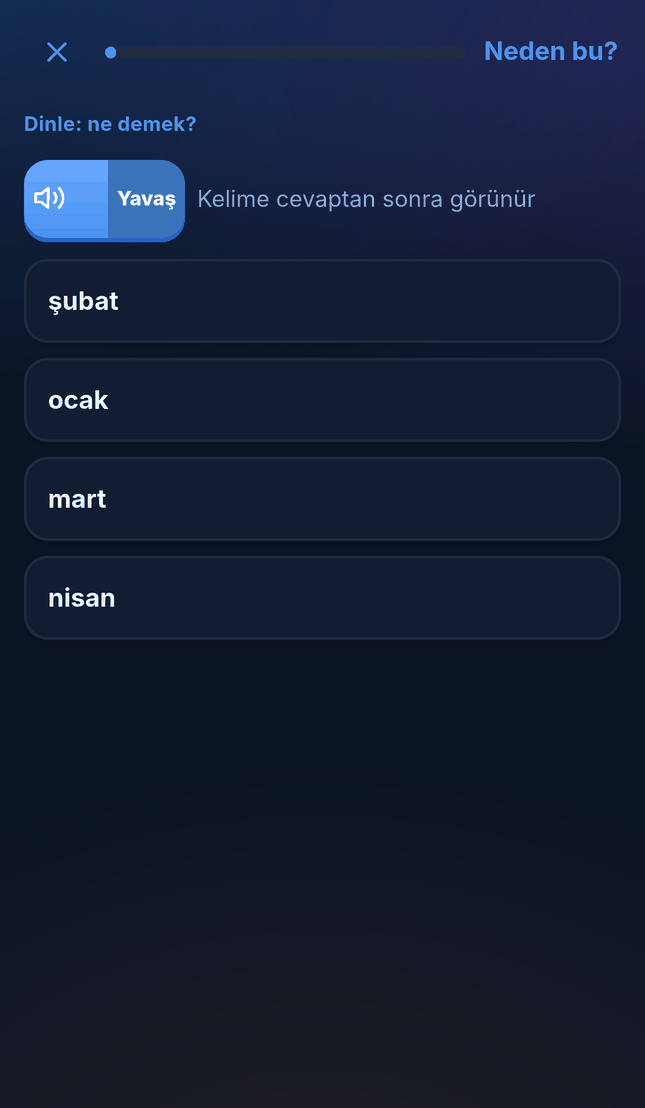 Neden bu?
Dinle: ne demek?
Yavaş Kelime cevaptan sonra görünür
şubat
ocak
mart
nisan